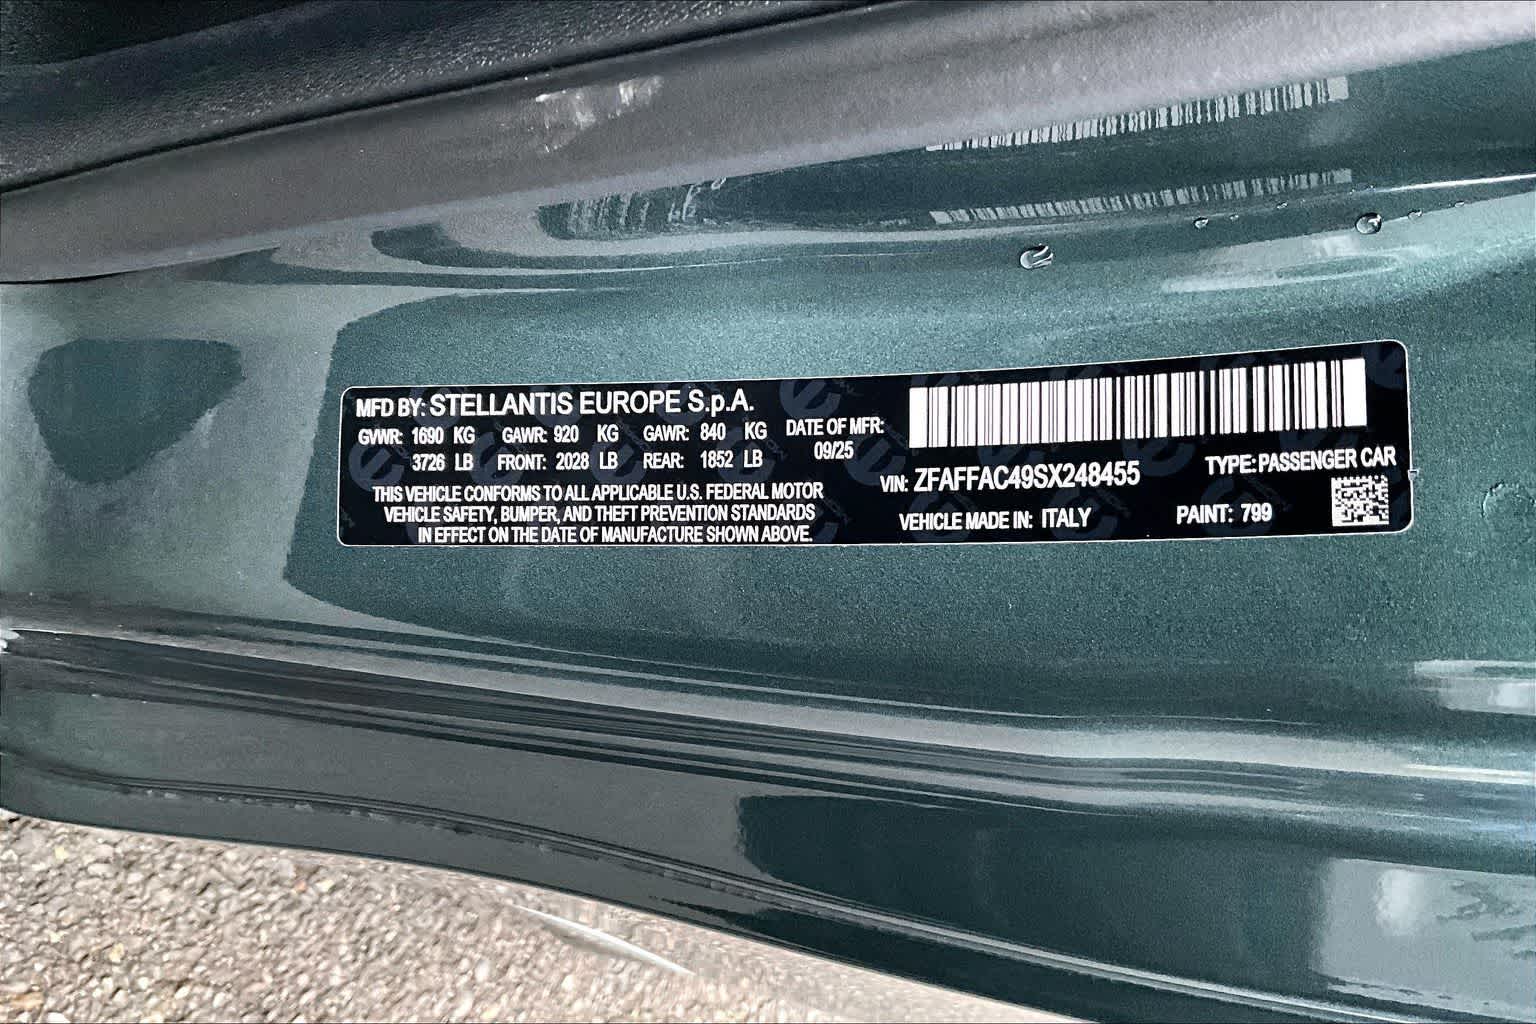 MFD BY: STELLANTIS EUROPE S.p.A.
GVWR: 1690 KG GAWR: 920 KG GAWR: 840 KG
3726 LB FRONT: 2028 LB REAR: 1852 LB
DATE OF MFR:
09/25
THIS VEHICLE CONFORMS TO ALL APPLICABLE U.S. FEDERAL MOTOR
VEHICLE SAFETY, BUMPER, AND THEFT PREVENTION STANDARDS
IN EFFECT ON THE DATE OF MANUFACTURE SHOWN ABOVE.
VIN: ZFAFFAC49SX248455
TYPE: PASSENGER CAR
VEHICLE MADE IN: ITALY
PAINT: 799